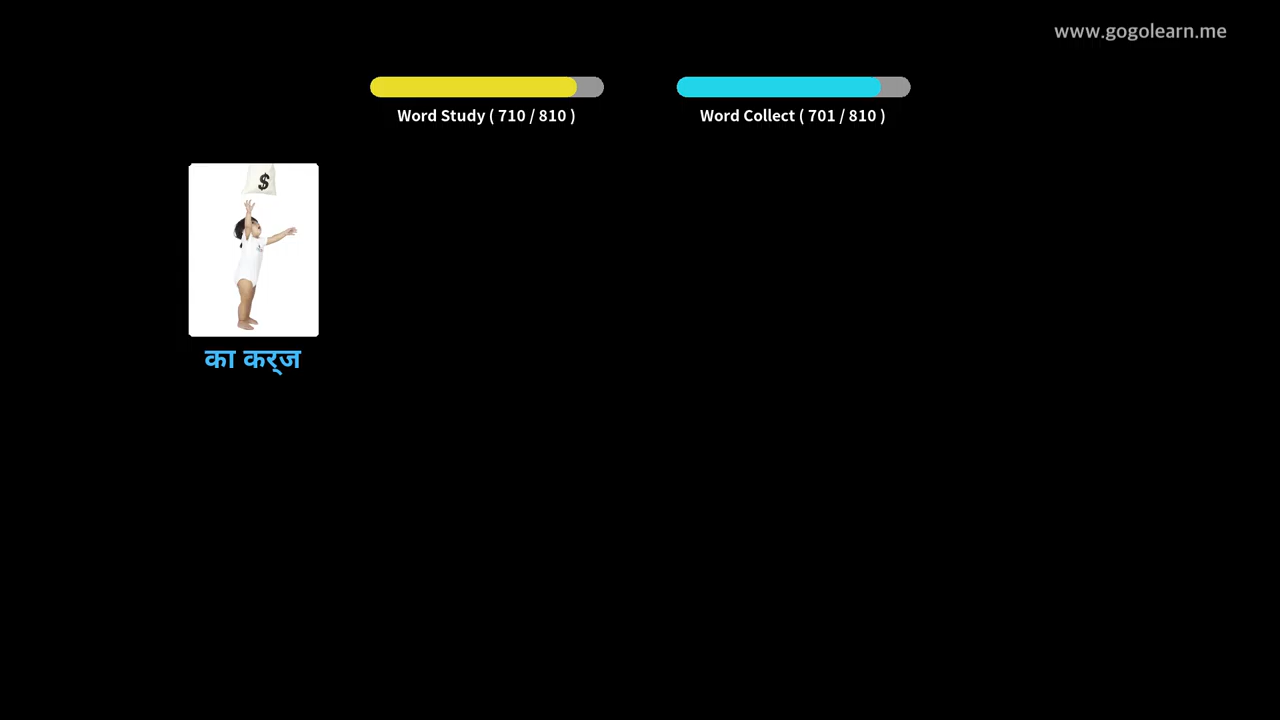 www.gogolearn.me
Word Study ( 710 / 810 )
Word Collect ( 701 / 810 )
$
का कर्ज